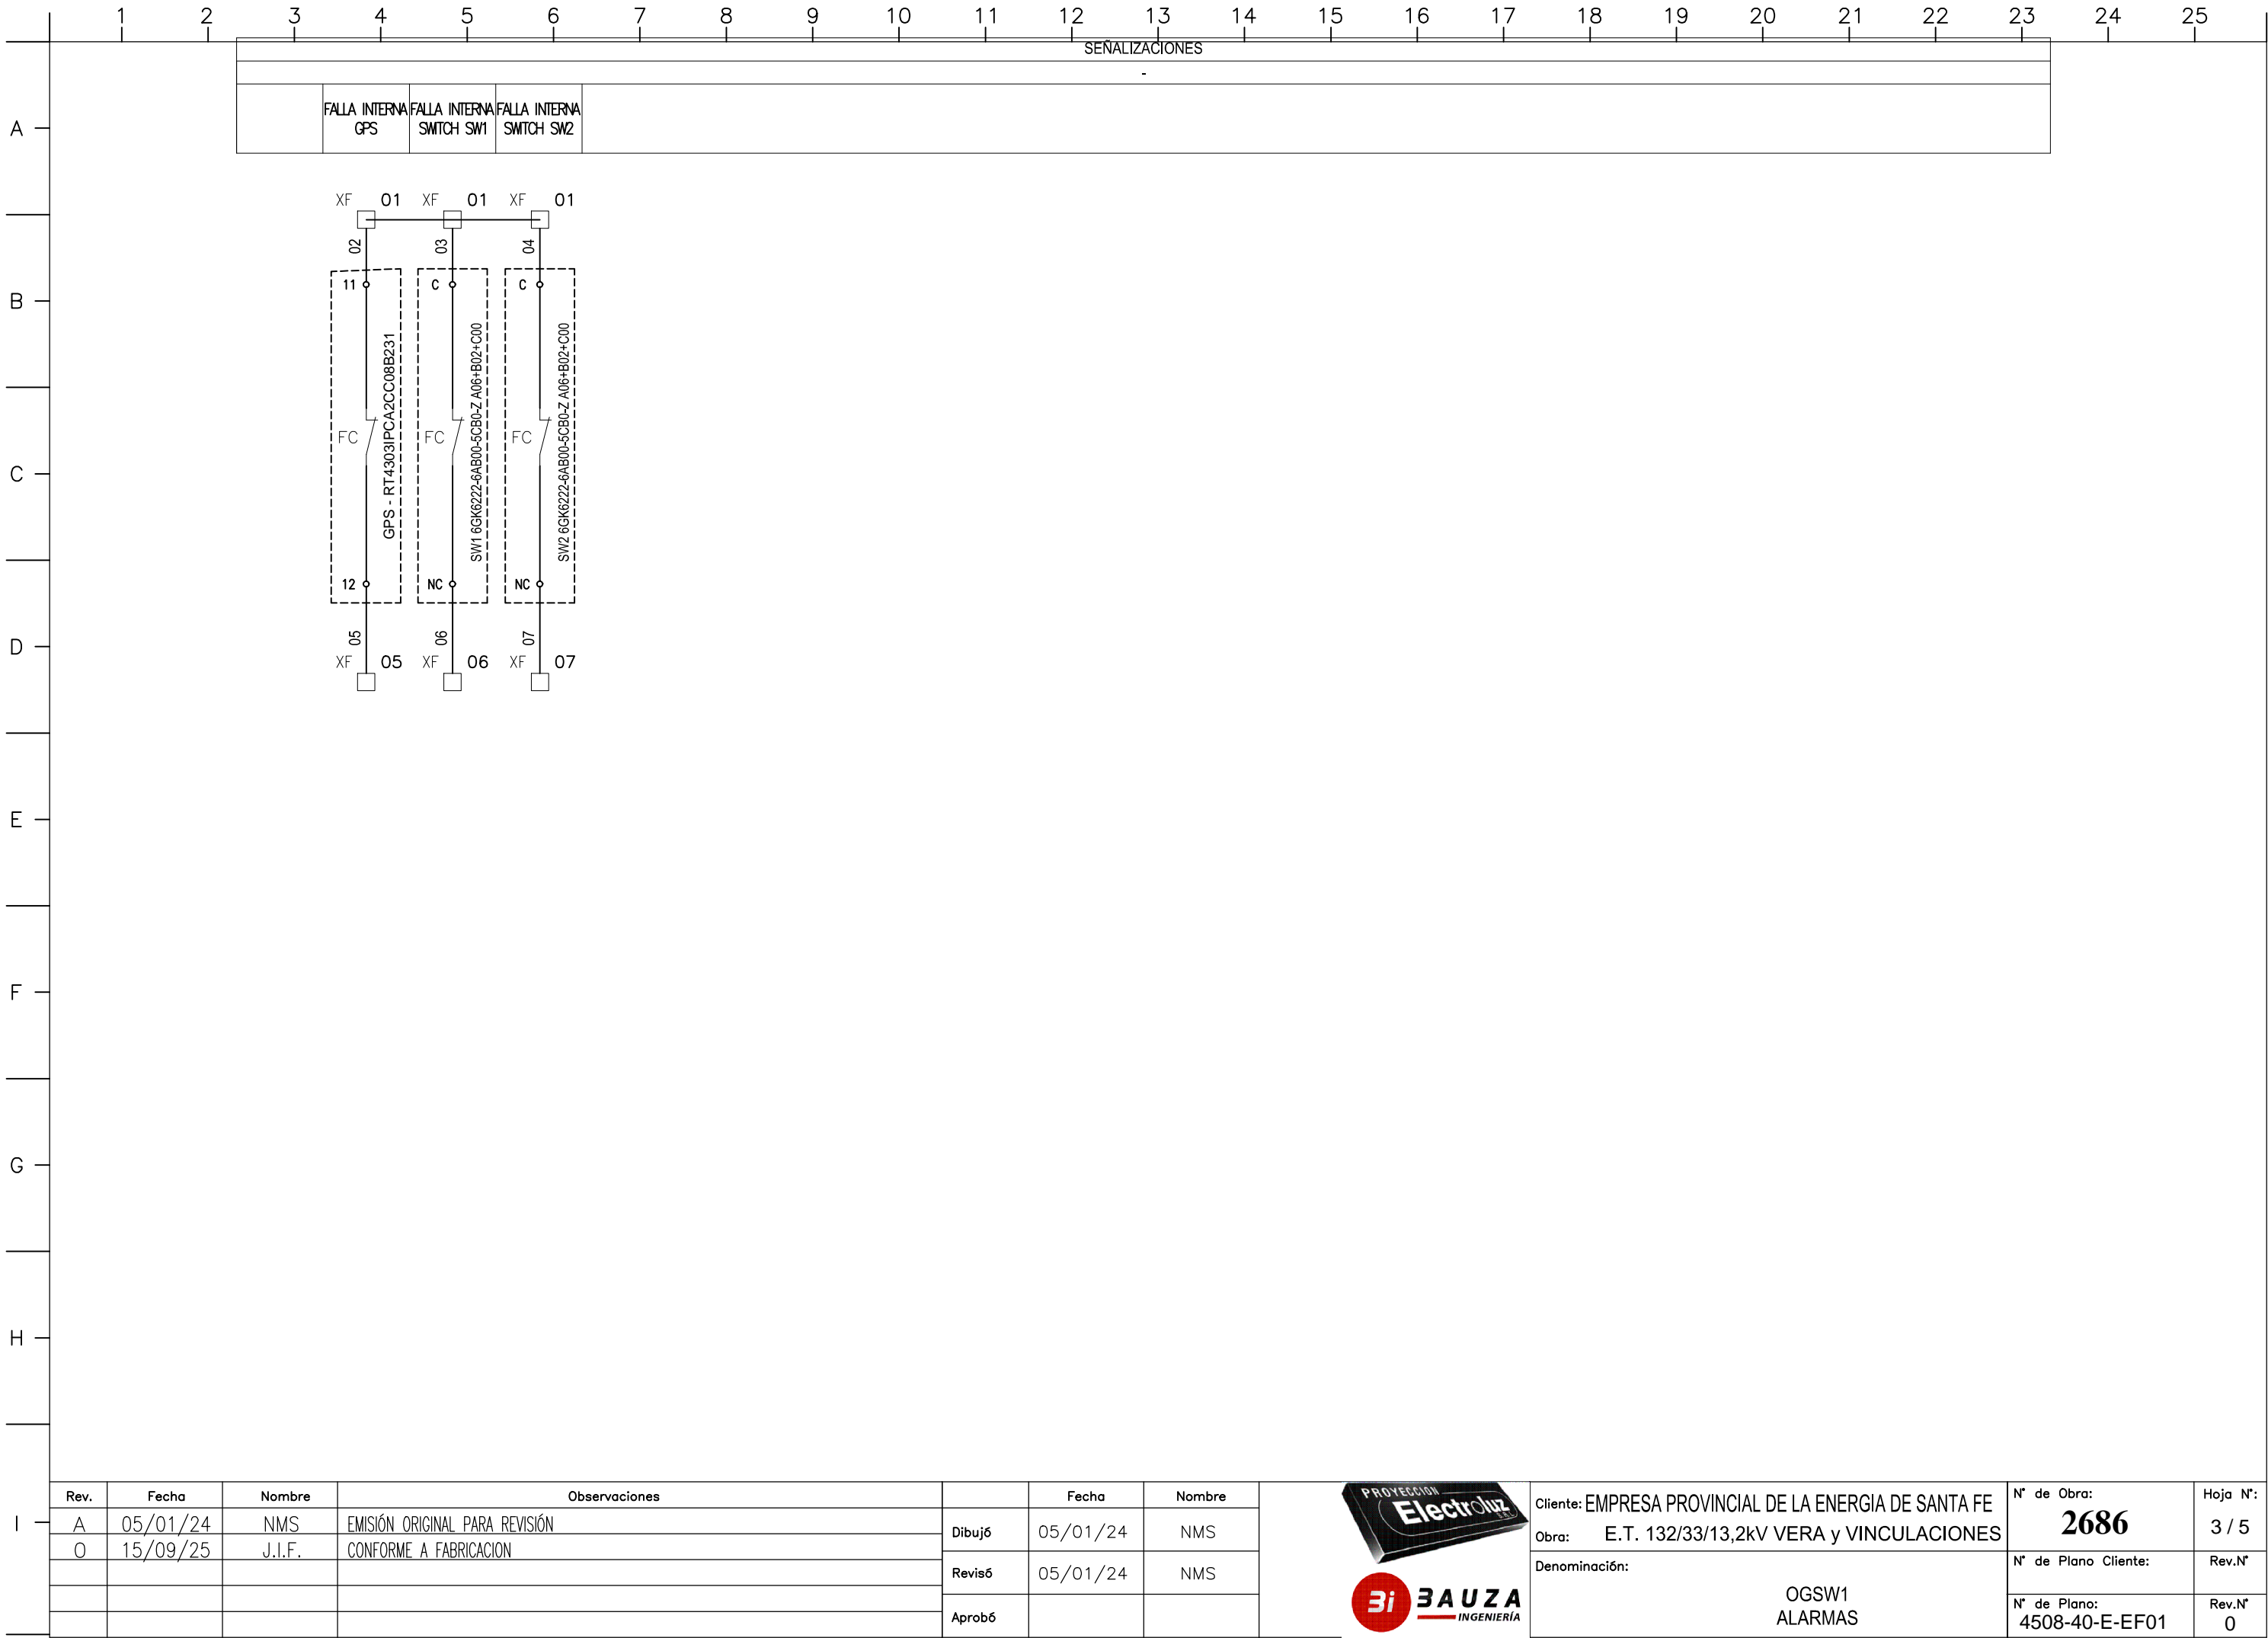 1 2 3 4 5 6 7 8 9 10 11 12 13 14 15 16 17 18 19 20 21 22 23 24 25
SEÑALIZACIONES
-
FALLA INTERNA GPS
FALLA INTERNA SWITCH SW1
FALLA INTERNA SWITCH SW2
A
XF 01 XF 01 XF 01
02 03 04
B
11 C C
GPS - RT4303IPCA2CC08B231
SW1 6GK6222-6AB00-5CB0-Z A06+B02+C00
SW2 6GK6222-6AB00-5CB0-Z A06+B02+C00
FC FC FC
C
12 NC NC
05 06 07
D
XF 05 XF 06 XF 07
E
F
G
H
I
Rev. Fecha Nombre Observaciones
A 05/01/24 NMS EMISIÓN ORIGINAL PARA REVISIÓN
0 15/09/25 J.I.F. CONFORME A FABRICACION
Fecha Nombre
Dibujó 05/01/24 NMS
Revisó 05/01/24 NMS
Aprobó
PROYECCION
Electroluz
S.R.L.
3i BAUZA
INGENIERÍA
Cliente: EMPRESA PROVINCIAL DE LA ENERGIA DE SANTA FE
Obra: E.T. 132/33/13,2kV VERA y VINCULACIONES
Denominación:
OGSW1
ALARMAS
N° de Obra:
2686
Hoja N°:
3 / 5
N° de Plano Cliente:
Rev.N°
N° de Plano:
4508-40-E-EF01
Rev.N°
0